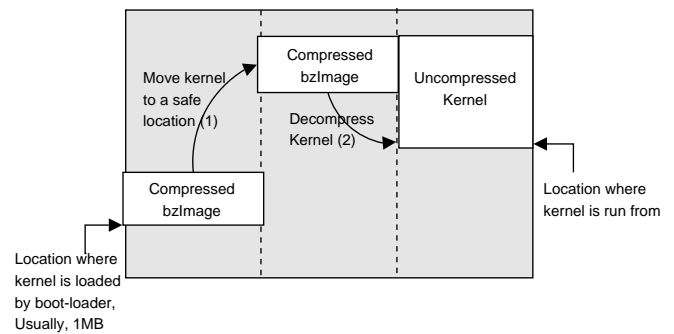 Compressed
bzImage
Uncompressed
Kernel
Move kernel
to a safe
location (1)
Decompress
Kernel (2)
Compressed
bzImage
Location where
kernel is run from
Location where
kernel is loaded
by boot-loader,
Usually, 1MB